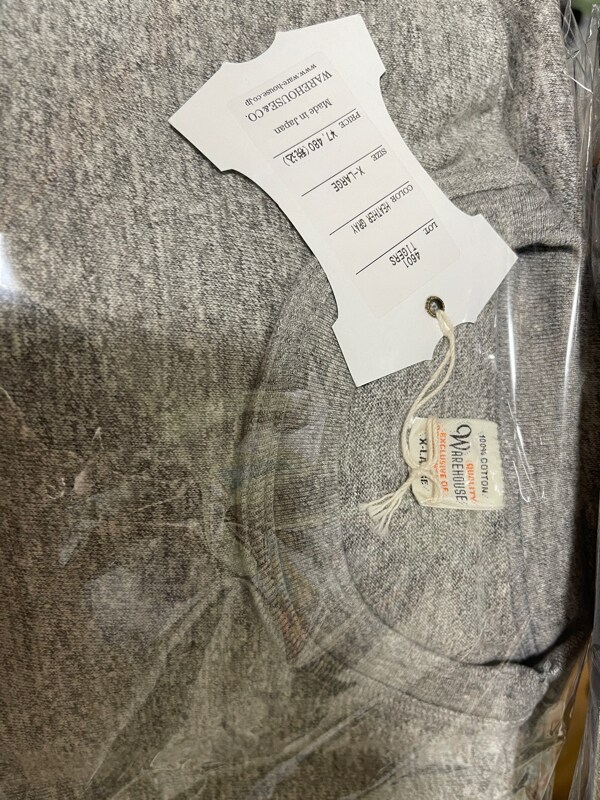 LOT. 4601
TIGERS
COLOR HEATHER GRAY
SIZE X-LARGE
PRICE ¥7,480(税込)
Made in Japan
WAREHOUSE&CO.
www.ware-house.co.jp
100% COTTON
QUALITY
WAREHOUSE
EXCLUSIVE OF